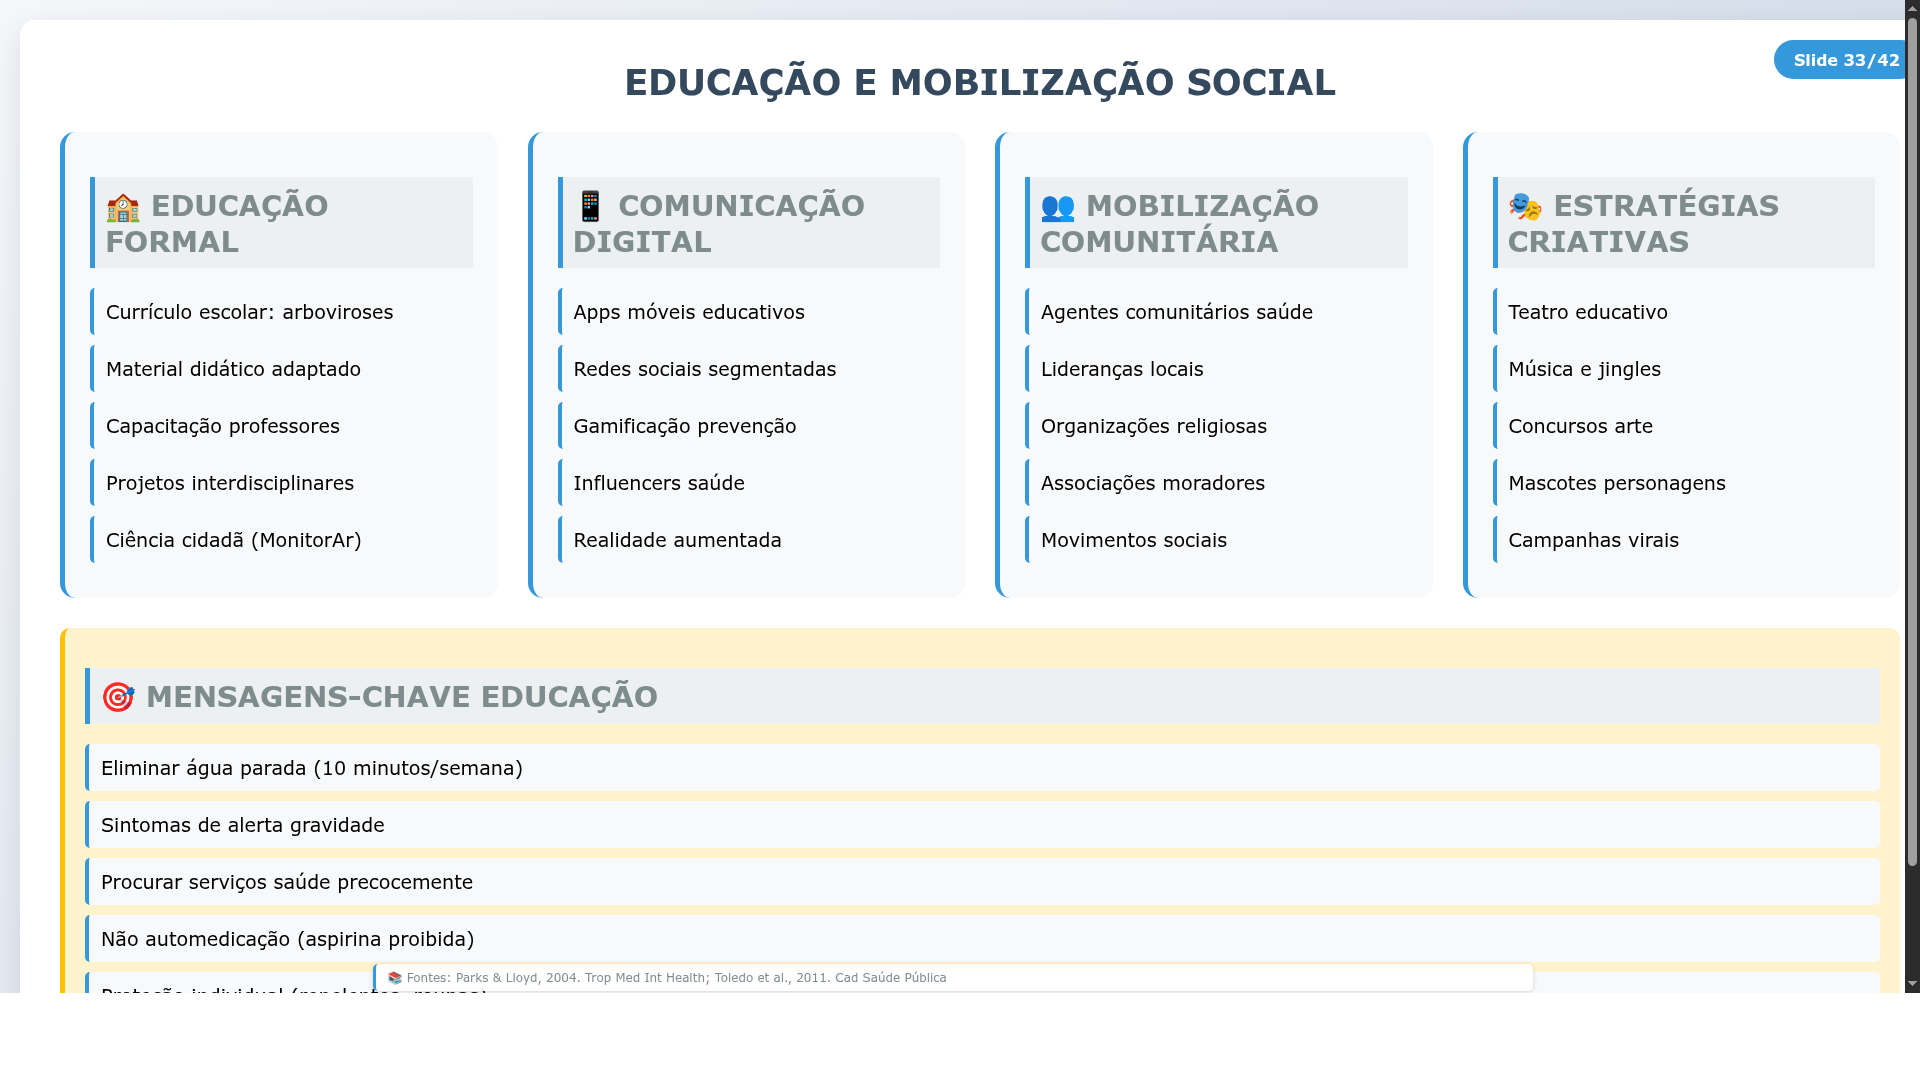 Slide 33/42
EDUCAÇÃO E MOBILIZAÇÃO SOCIAL
🏫 EDUCAÇÃO
FORMAL
Currículo escolar: arboviroses
Material didático adaptado
Capacitação professores
Projetos interdisciplinares
Ciência cidadã (MonitorAr)
📱 COMUNICAÇÃO
DIGITAL
Apps móveis educativos
Redes sociais segmentadas
Gamificação prevenção
Influencers saúde
Realidade aumentada
👥 MOBILIZAÇÃO
COMUNITÁRIA
Agentes comunitários saúde
Lideranças locais
Organizações religiosas
Associações moradores
Movimentos sociais
🎭 ESTRATÉGIAS
CRIATIVAS
Teatro educativo
Música e jingles
Concursos arte
Mascotes personagens
Campanhas virais
🎯 MENSAGENS-CHAVE EDUCAÇÃO
Eliminar água parada (10 minutos/semana)
Sintomas de alerta gravidade
Procurar serviços saúde precocemente
Não automedicação (aspirina proibida)
Proteção individual (repelentes, roupas)
📚 Fontes: Parks & Lloyd, 2004. Trop Med Int Health; Toledo et al., 2011. Cad Saúde Pública